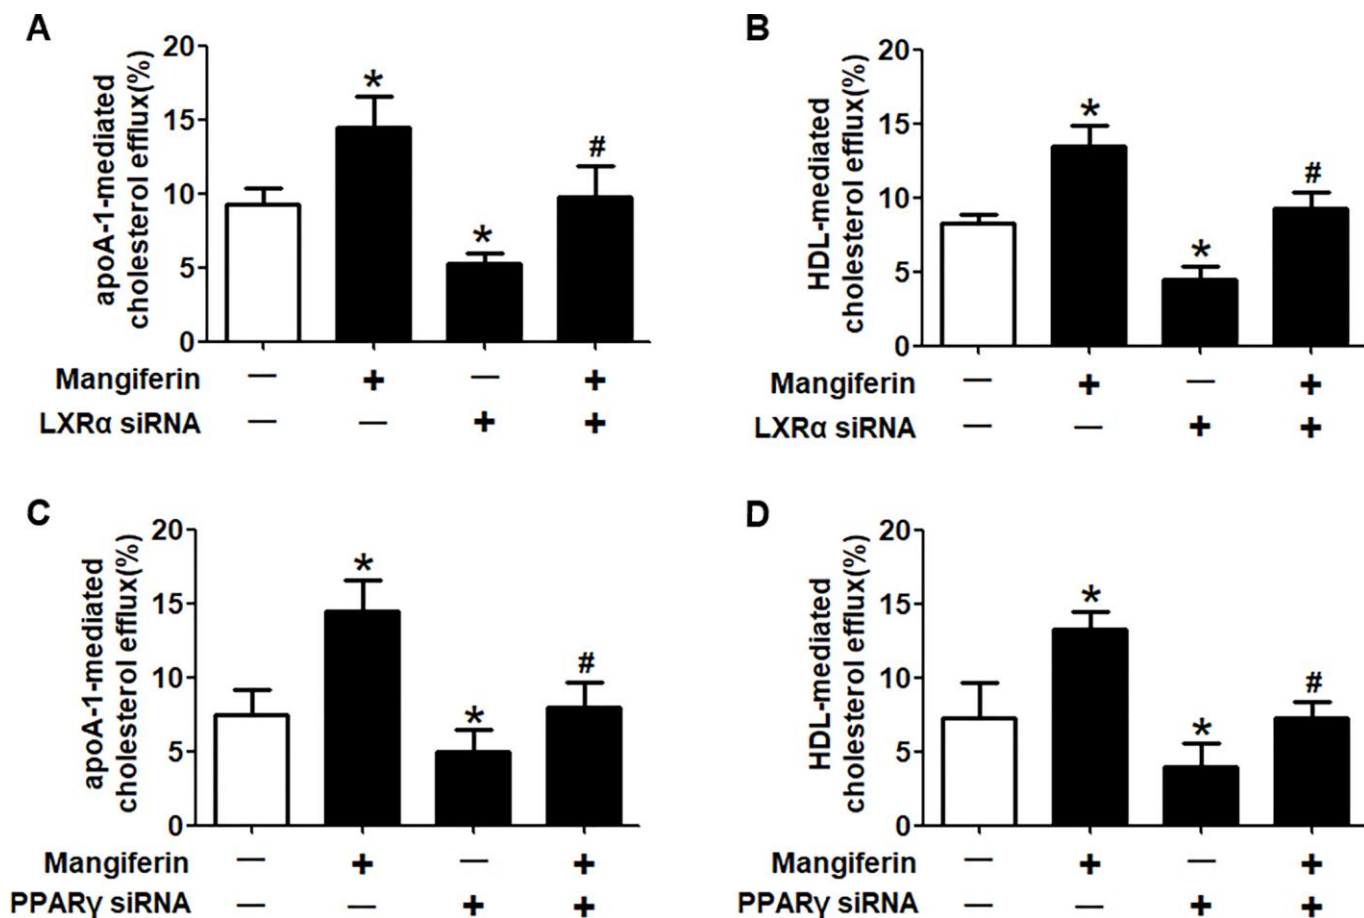 A
apoA-1-mediated
cholesterol efflux(%)
20
15
10
5
0
*
*
#
Mangiferin — + — +
LXRα siRNA — — + +
B
HDL-mediated
cholesterol efflux(%)
20
15
10
5
0
*
*
#
Mangiferin — + — +
LXRα siRNA — — + +
C
apoA-1-mediated
cholesterol efflux(%)
20
15
10
5
0
*
*
#
Mangiferin — + — +
PPARγ siRNA — — + +
D
HDL-mediated
cholesterol efflux(%)
20
15
10
5
0
*
*
#
Mangiferin — + — +
PPARγ siRNA — — + +